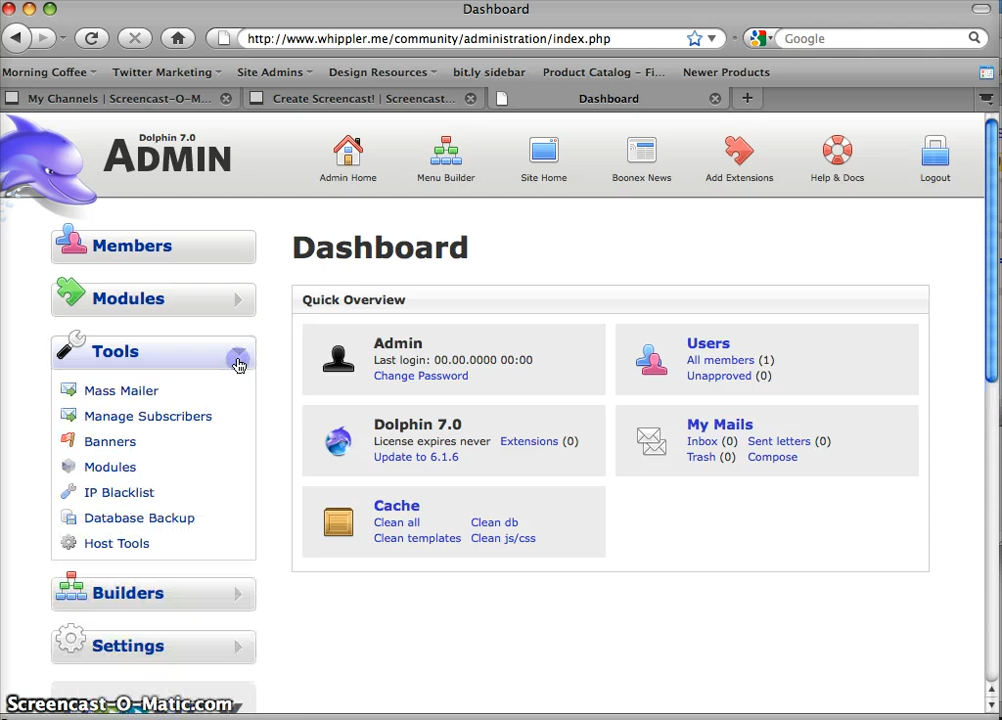 Dashboard
http://www.whippler.me/community/administration/index.php
Google
Morning Coffee
Twitter Marketing
Site Admins
Design Resources
bit.ly sidebar
Product Catalog – Fi...
Newer Products
My Channels | Screencast-O-M...
Create Screencast! | Screencast...
Dashboard
Dolphin 7.0
ADMIN
Admin Home
Menu Builder
Site Home
Boonex News
Add Extensions
Help & Docs
Logout
Members
Modules
Tools
Mass Mailer
Manage Subscribers
Banners
Modules
IP Blacklist
Database Backup
Host Tools
Builders
Settings
Dashboard
Quick Overview
Admin
Last login: 00.00.0000 00:00
Change Password
Users
All members (1)
Unapproved (0)
Dolphin 7.0
License expires never Extensions (0)
Update to 6.1.6
My Mails
Inbox (0) Sent letters (0)
Trash (0) Compose
Cache
Clean all Clean db
Clean templates Clean js/css
Screencast-O-Matic.com